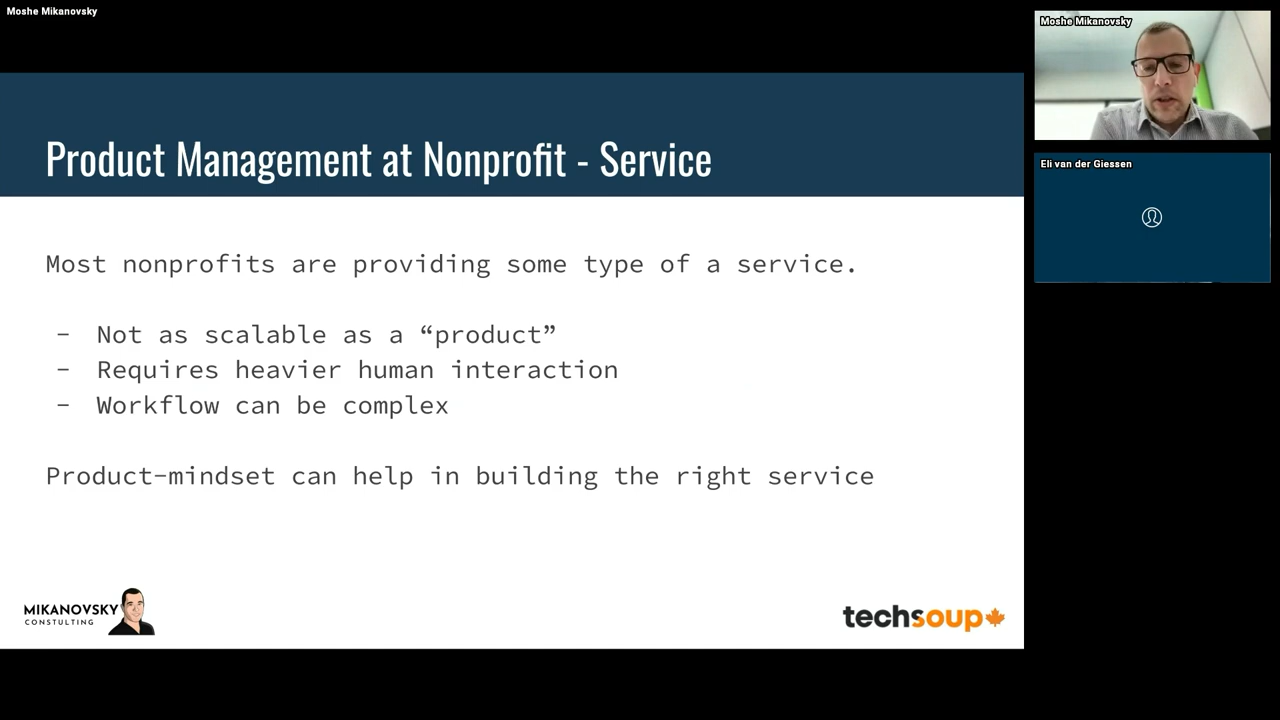 Moshe Mikanovsky
Moshe Mikanovsky
Eli van der Giessen
Product Management at Nonprofit - Service
Most nonprofits are providing some type of a service.
- Not as scalable as a “product”
- Requires heavier human interaction
- Workflow can be complex
Product-mindset can help in building the right service
MIKANOVSKY
CONSTULTING
techsoup